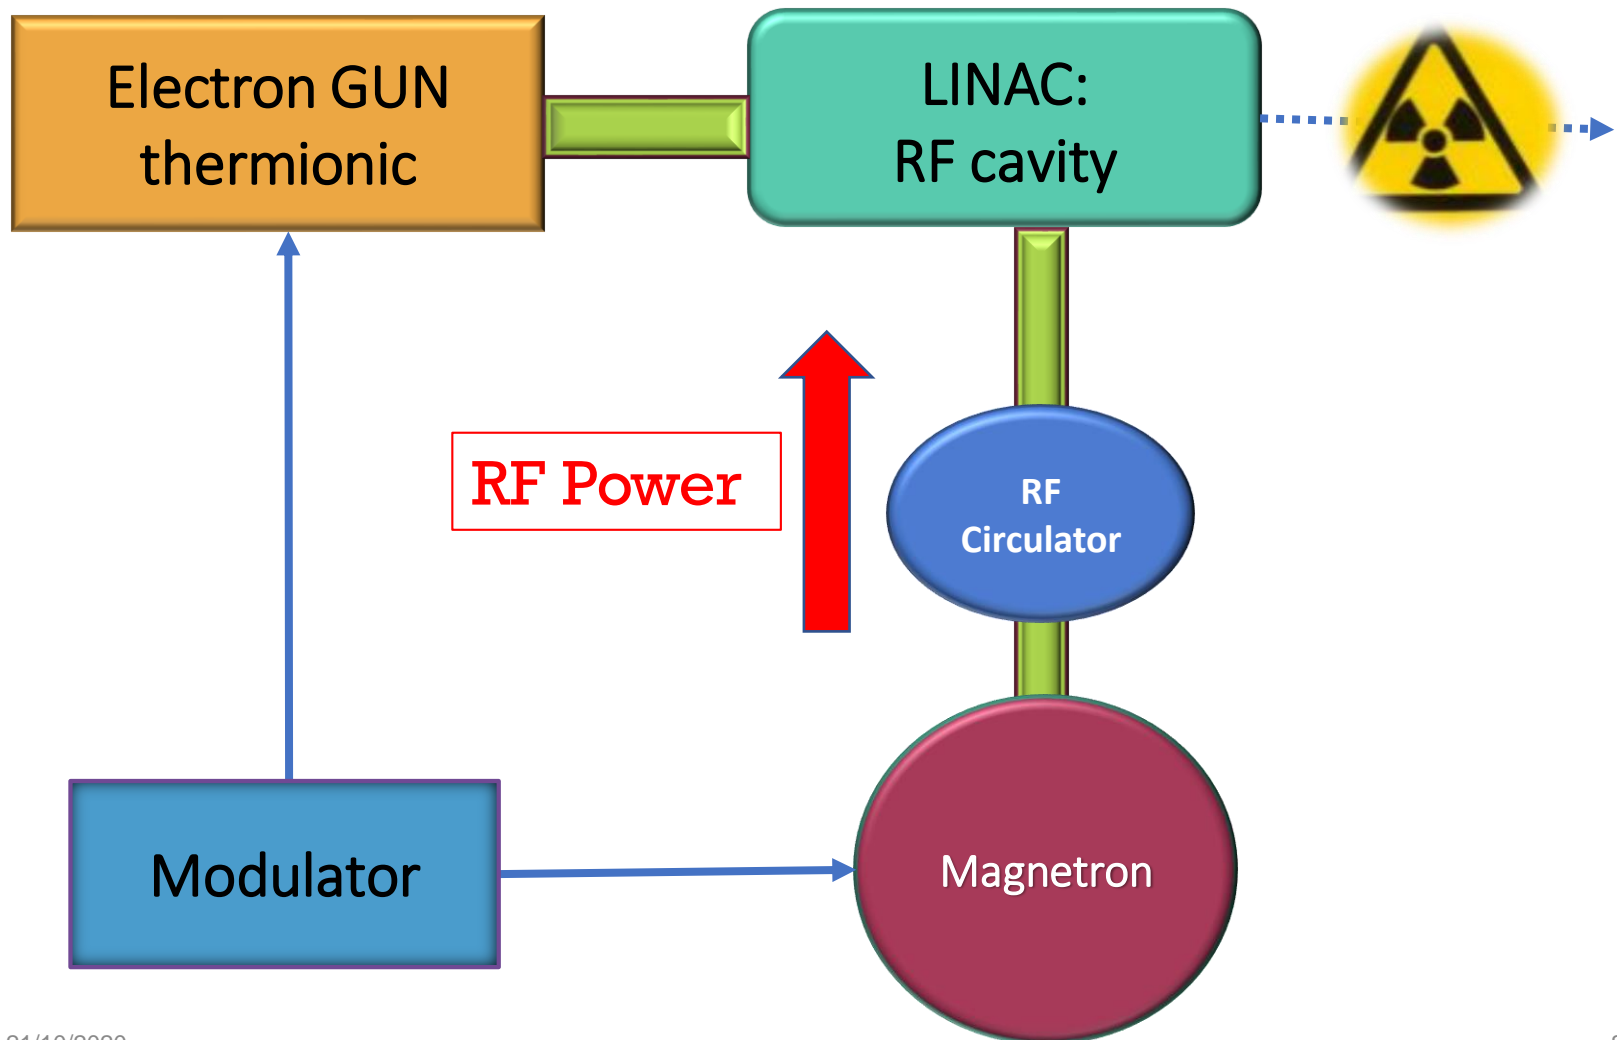 Electron GUN
thermionic
LINAC:
RF cavity
RF Power
RF
Circulator
Modulator
Magnetron